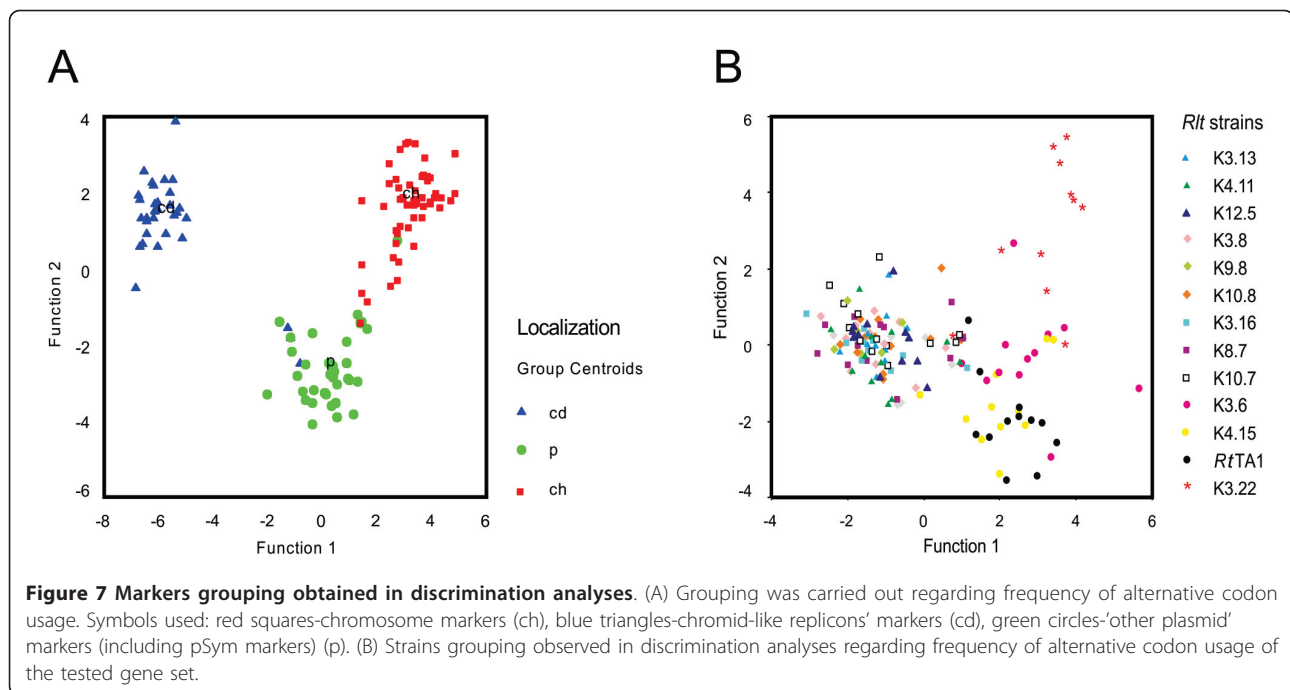 A
4
2
0
-2
-4
-6
-8 -6 -4 -2 0 2 4 6
Function 1
Function 2
cd
p
ch
Localization
Group Centroids
cd
p
ch
B
6
4
2
0
-2
-4
-4 -2 0 2 4 6
Function 1
Function 2
Rlt strains
K3.13
K4.11
K12.5
K3.8
K9.8
K10.8
K3.16
K8.7
K10.7
K3.6
K4.15
RtTA1
K3.22
Figure 7 Markers grouping obtained in discrimination analyses. (A) Grouping was carried out regarding frequency of alternative codon
usage. Symbols used: red squares-chromosome markers (ch), blue triangles-chromid-like replicons' markers (cd), green circles-'other plasmid'
markers (including pSym markers) (p). (B) Strains grouping observed in discrimination analyses regarding frequency of alternative codon usage of
the tested gene set.